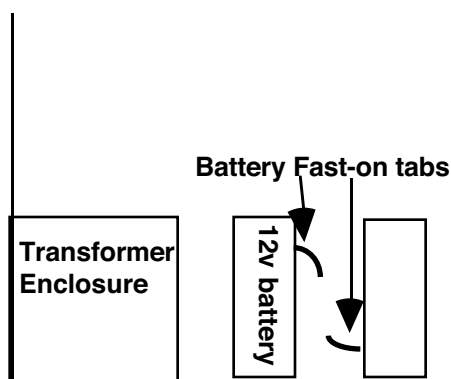 Battery Fast-on tabs
Transformer
Enclosure
12v battery